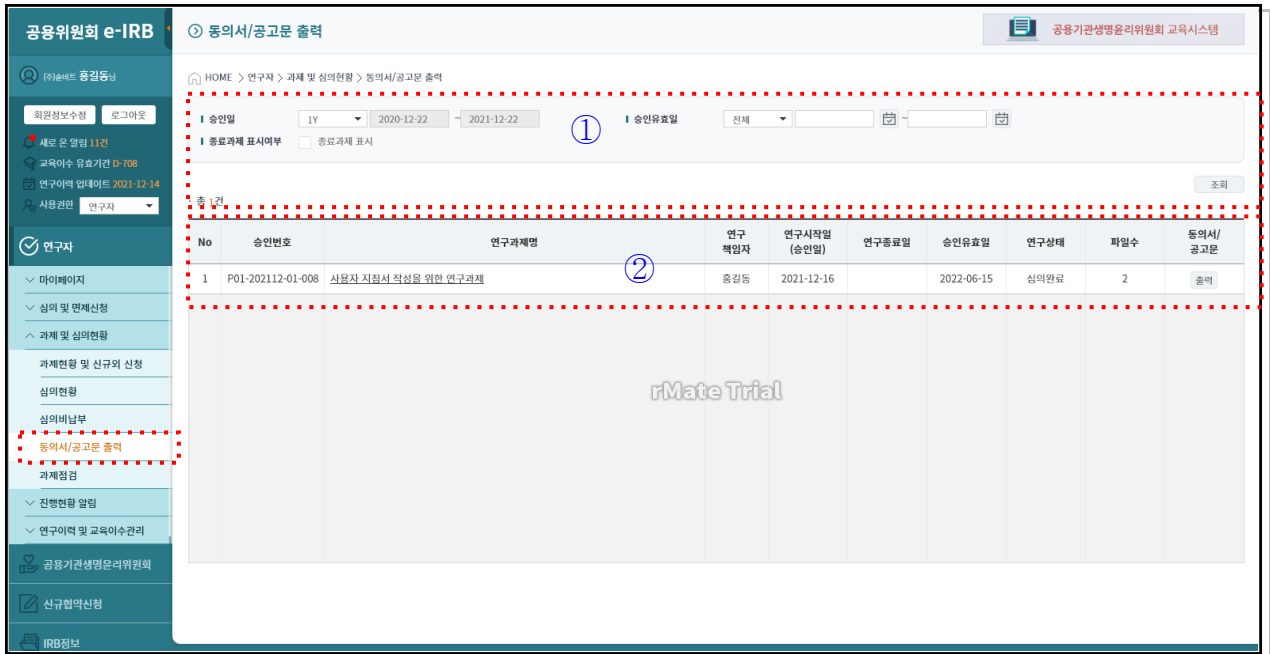 공용위원회 e-IRB
동의서/공고문 출력
공용기관생명윤리위원회 교육시스템
(주)솔비트 홍길동님
HOME > 연구자 > 과제 및 심의현황 > 동의서/공고문 출력
회원정보수정 로그아웃
새로 온 알림 11건
교육이수 유효기간 D-708
연구이력 업데이트 2021-12-14
사용권한 연구자
승인일 1Y 2020-12-22 ~ 2021-12-22 ① 승인유효일 전체 ~
종료과제 표시여부 종료과제 표시
조회
- 총 1건
No 승인번호 연구과제명 연구 책임자 연구시작일 (승인일) 연구종료일 승인유효일 연구상태 파일수 동의서/ 공고문
②
1 P01-202112-01-008 사용자 지침서 작성을 위한 연구과제 홍길동 2021-12-16 2022-06-15 심의완료 2 출력
rMate Trial
연구자
마이페이지
심의 및 면제신청
과제 및 심의현황
과제현황 및 신규외 신청
심의현황
심의비납부
동의서/공고문 출력
과제점검
진행현황 알림
연구이력 및 교육이수관리
공용기관생명윤리위원회
신규협약신청
IRB정보